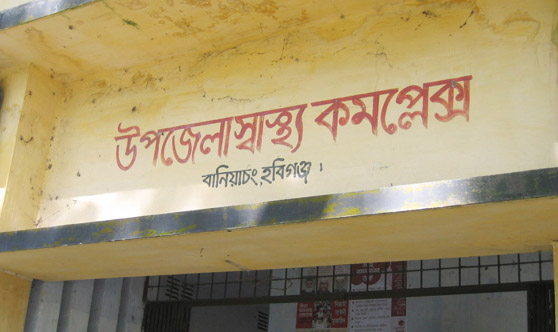 উপজেলা স্বাস্থ্য কমপ্লেক্স
বানিয়াচং,হবিগঞ্জ।